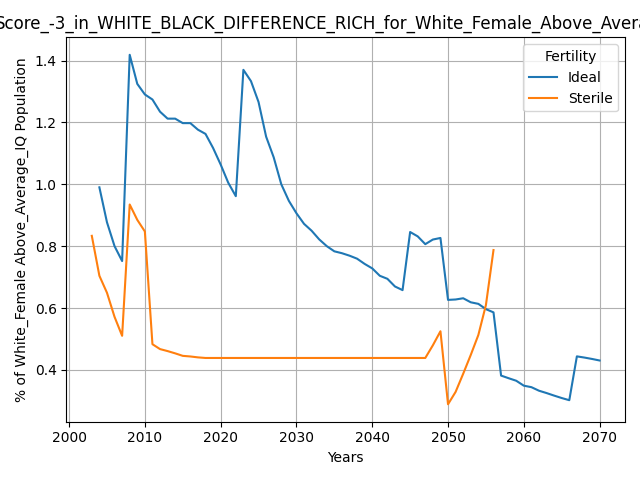 Score_-3_in_WHITE_BLACK_DIFFERENCE_RICH_for_White_Female_Above_Avera
Fertility
Ideal
Sterile
% of White_Female Above_Average_IQ Population
1.4
1.2
1.0
0.8
0.6
0.4
2000 2010 2020 2030 2040 2050 2060 2070
Years